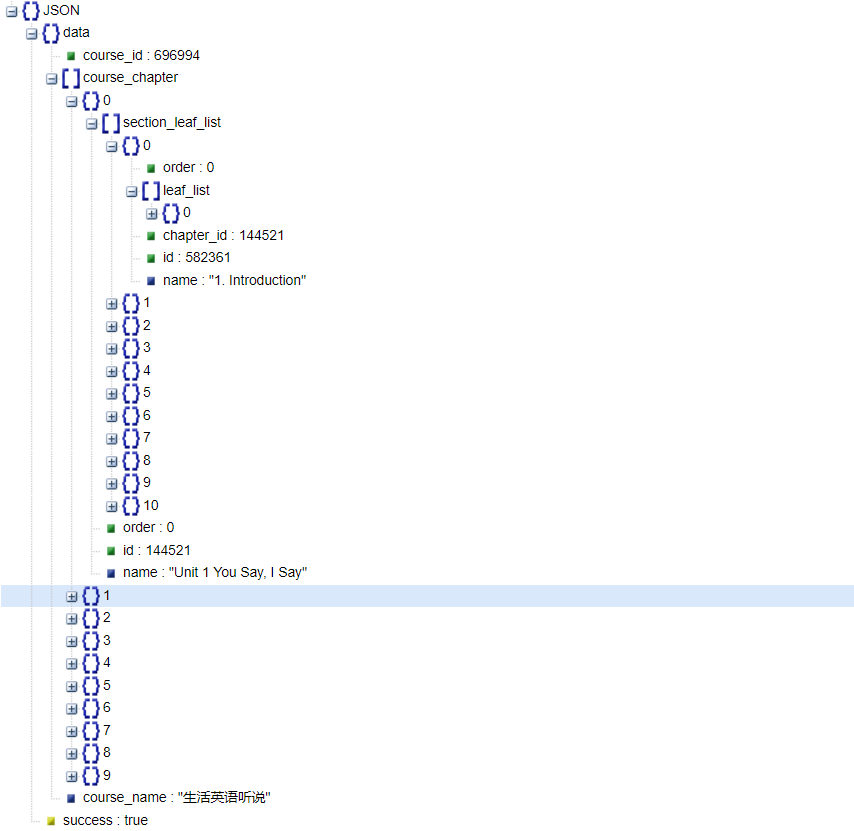 JSON
data
course_id : 696994
course_chapter
0
section_leaf_list
0
order : 0
leaf_list
0
chapter_id : 144521
id : 582361
name : "1. Introduction"
1
2
3
4
5
6
7
8
9
10
order : 0
id : 144521
name : "Unit 1 You Say, I Say"
1
2
3
4
5
6
7
8
9
course_name : "生活英语听说"
success : true